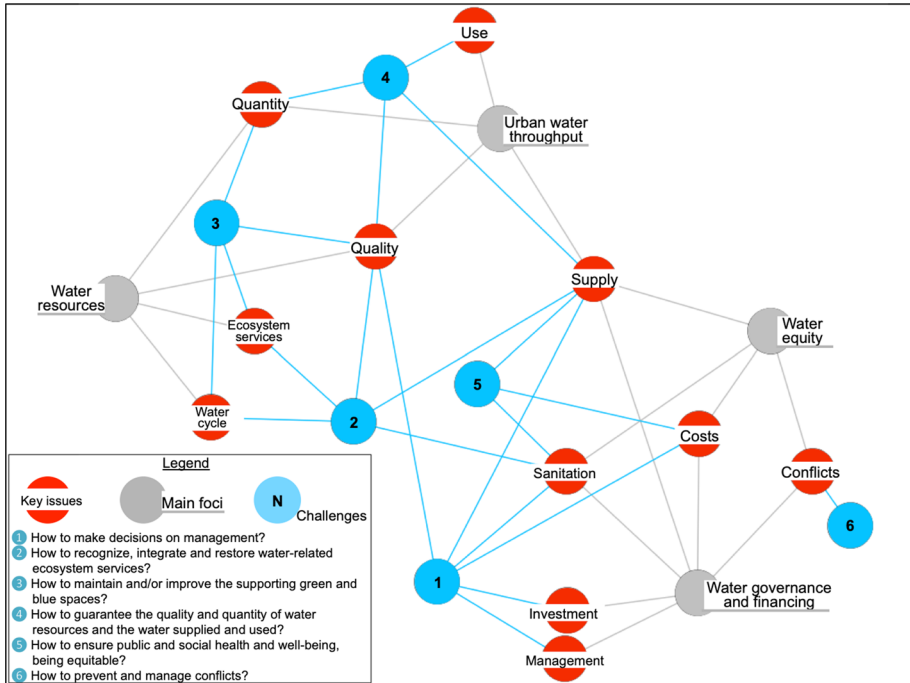 Use
4
Quantity
Urban water
throughput
3
Quality
Supply
Water
resources
Ecosystem
services
Water
equity
5
Water
cycle
2
Costs
Sanitation
Conflicts
6
1
Water governance
and financing
Investment
Management
Legend
Key issues
Main foci
N
Challenges
1 How to make decisions on management?
2 How to recognize, integrate and restore water-related
ecosystem services?
3 How to maintain and/or improve the supporting green and
blue spaces?
4 How to guarantee the quality and quantity of water
resources and the water supplied and used?
5 How to ensure public and social health and well-being,
being equitable?
6 How to prevent and manage conflicts?